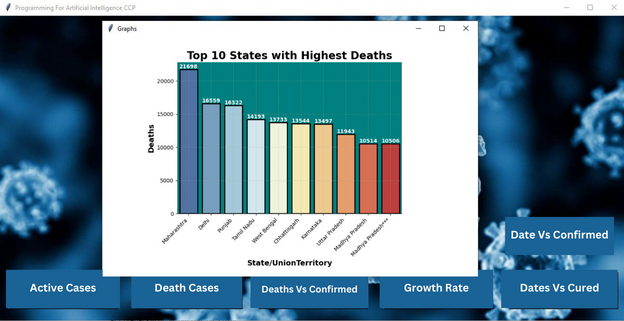 Programming For Artificial Intelligence CCP
Graphs
Top 10 States with Highest Deaths
Deaths
20000
15000
10000
5000
0
21698
16559
16322
14193
13733
13544
13497
11943
10514
10506
Maharashtra
Delhi
Punjab
Tamil Nadu
West Bengal
Chhattisgarh
Karnataka
Uttar Pradesh
Madhya Pradesh
Madhya Pradesh***
State/UnionTerritory
Date Vs Confirmed
Active Cases
Death Cases
Deaths Vs Confirmed
Growth Rate
Dates Vs Cured